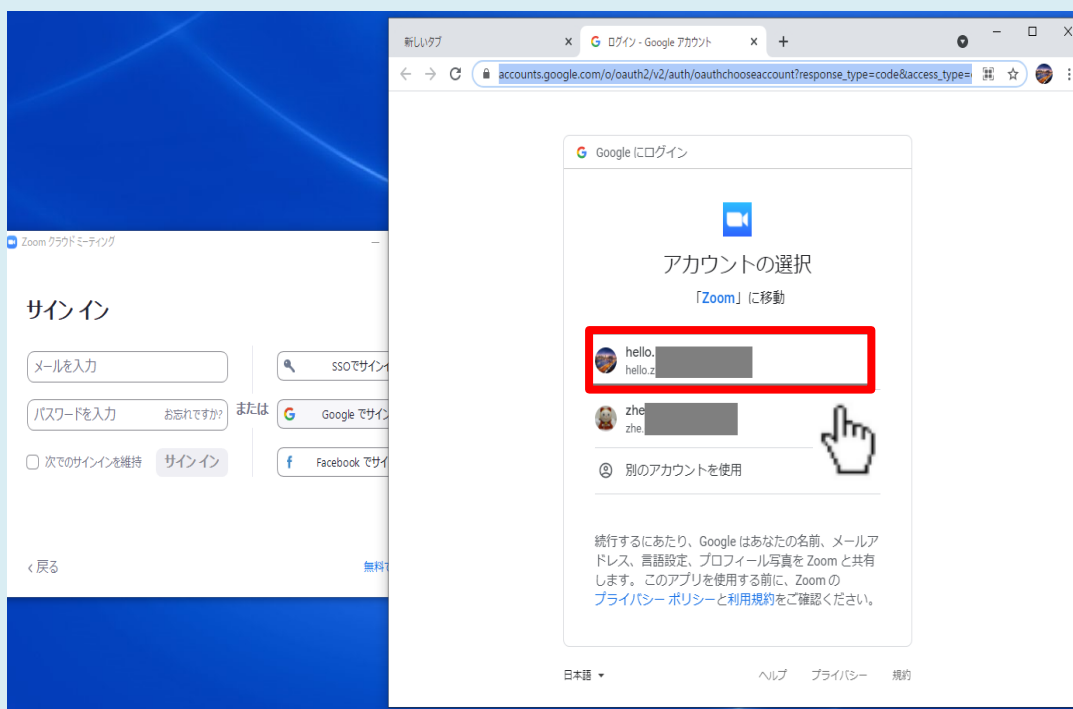 新しいタブ
ログイン - Google アカウント
accounts.google.com/o/oauth2/v2/auth/oauthchooseaccount?response_type=code&access_type=
G Google にログイン
アカウントの選択
「Zoom」に移動
hello.
hello.z
zhe
zhe.
別のアカウントを使用
続行するにあたり、Google はあなたの名前、メールア
ドレス、言語設定、プロフィール写真を Zoom と共有
します。このアプリを使用する前に、Zoom の
プライバシー ポリシーと利用規約をご確認ください。
日本語
ヘルプ プライバシー 規約
Zoom クラウド ミーティング
サイン イン
メールを入力
パスワードを入力 お忘れですか?
次でのサインインを維持 サイン イン
または
SSOでサイン
G Google でサイン
f Facebook でサイ
戻る
無料